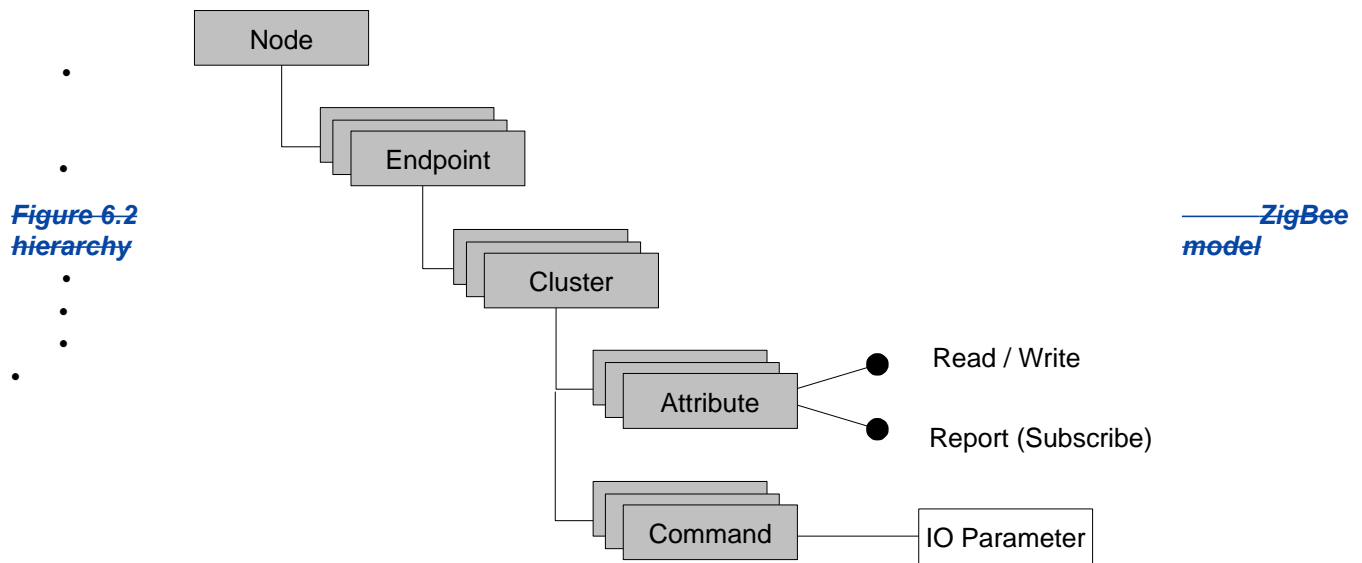 Node
Endpoint
Figure 6.2 ZigBee
hierarchy model
Cluster
Read / Write
Attribute
Report (Subscribe)
Command
IO Parameter